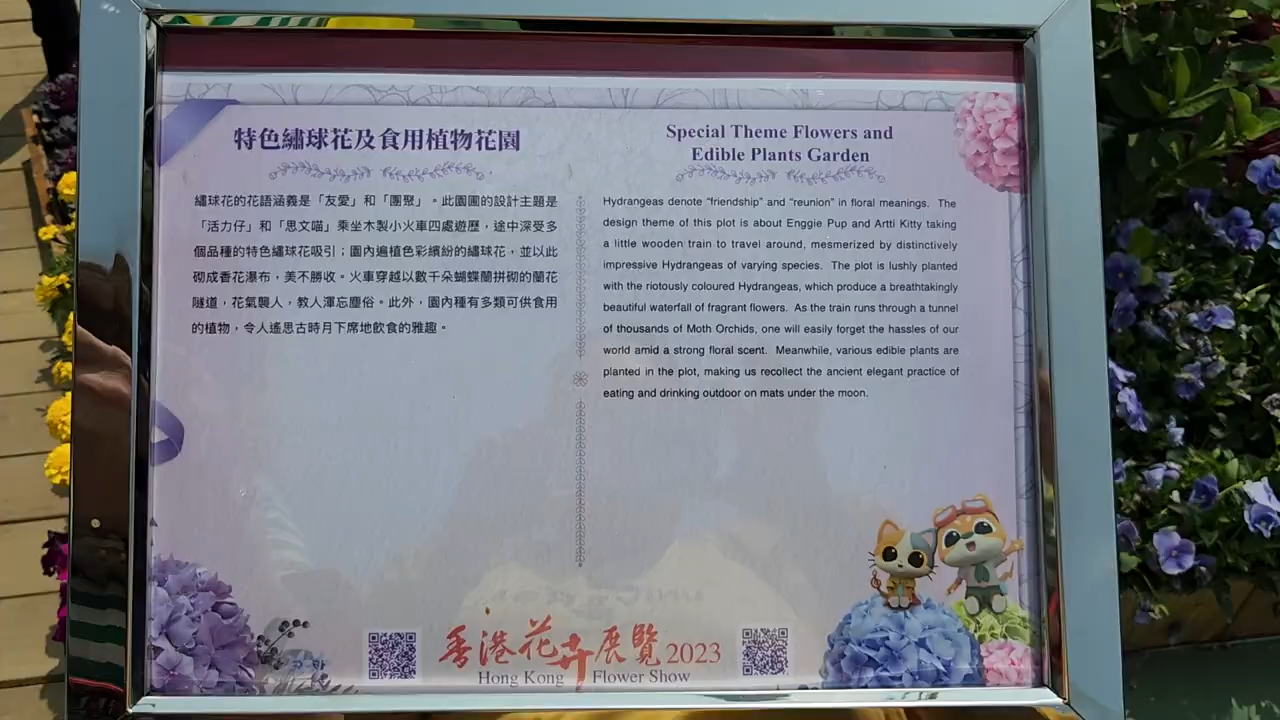 特色繡球花及食用植物花園
繡球花的花語涵義是「友愛」和「團聚」。此園圃的設計主題是
「活力仔」和「思文喵」乘坐木製小火車四處遊歷，途中深受多
個品種的特色繡球花吸引；園內遍植色彩繽紛的繡球花，並以此
砌成香花瀑布，美不勝收。火車穿越以數千朵蝴蝶蘭拼砌的蘭花
隧道，花氣襲人，教人渾忘塵俗。此外，園內種有多類可供食用
的植物，令人遙思古時月下席地飲食的雅趣。
Special Theme Flowers and
Edible Plants Garden
Hydrangeas denote “friendship” and “reunion” in floral meanings. The
design theme of this plot is about Enggie Pup and Artti Kitty taking
a little wooden train to travel around, mesmerized by distinctively
impressive Hydrangeas of varying species. The plot is lushly planted
with the riotously coloured Hydrangeas, which produce a breathtakingly
beautiful waterfall of fragrant flowers. As the train runs through a tunnel
of thousands of Moth Orchids, one will easily forget the hassles of our
world amid a strong floral scent. Meanwhile, various edible plants are
planted in the plot, making us recollect the ancient elegant practice of
eating and drinking outdoor on mats under the moon.
香港花卉展覽2023
Hong Kong Flower Show